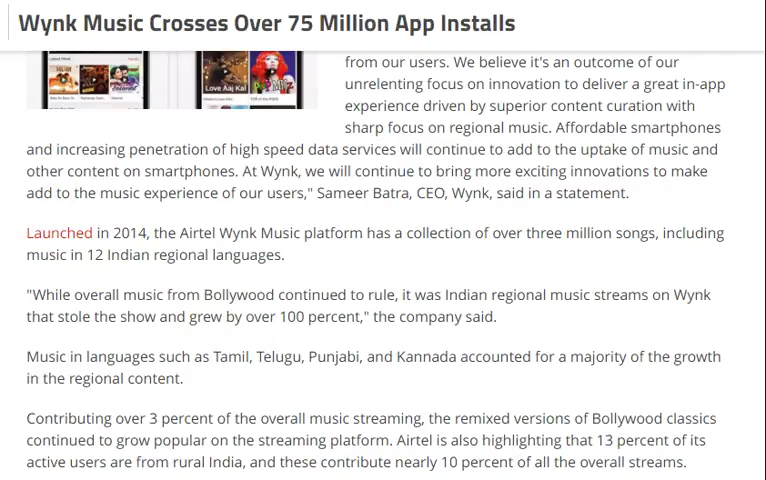 Wynk Music Crosses Over 75 Million App Installs
Love Aaj Kal
from our users. We believe it's an outcome of our
unrelenting focus on innovation to deliver a great in-app
experience driven by superior content curation with
sharp focus on regional music. Affordable smartphones
and increasing penetration of high speed data services will continue to add to the uptake of music and
other content on smartphones. At Wynk, we will continue to bring more exciting innovations to make
add to the music experience of our users," Sameer Batra, CEO, Wynk, said in a statement.
Launched in 2014, the Airtel Wynk Music platform has a collection of over three million songs, including
music in 12 Indian regional languages.
"While overall music from Bollywood continued to rule, it was Indian regional music streams on Wynk
that stole the show and grew by over 100 percent," the company said.
Music in languages such as Tamil, Telugu, Punjabi, and Kannada accounted for a majority of the growth
in the regional content.
Contributing over 3 percent of the overall music streaming, the remixed versions of Bollywood classics
continued to grow popular on the streaming platform. Airtel is also highlighting that 13 percent of its
active users are from rural India, and these contribute nearly 10 percent of all the overall streams.